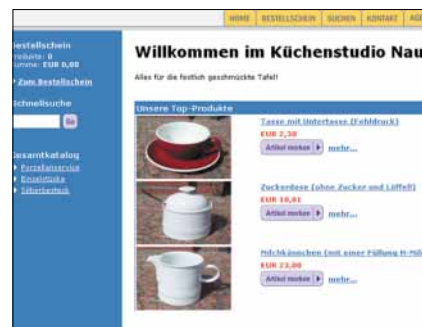 HOME BESTELLSCHEIN SUCHEN KONTAKT AGB
Bestellschein
Produkte: 0
Summe: EUR 0,00
Zum Bestellschein
Schnellsuche
Go
Gesamtkatalog
Porzellanservice
Einzelstücke
Silberbesteck
Willkommen im Küchenstudio Nau
Alles für die festlich geschmückte Tafel!
Unsere Top-Produkte
Tasse mit Untertasse (Fehldruck)
EUR 2,30
Artikel merken mehr...
Zuckerdose (ohne Zucker und Löffel)
EUR 10,01
Artikel merken mehr...
Milchkännchen (mit einer Füllung H-Mil
EUR 23,00
Artikel merken mehr...